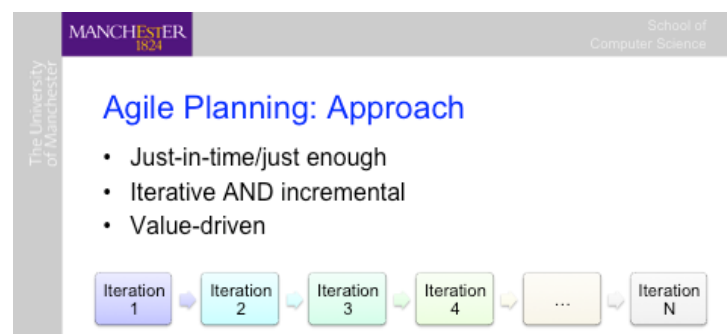 MANCHESTER
1824
School of
Computer Science
The University
of Manchester
Agile Planning: Approach
• Just-in-time/just enough
• Iterative AND incremental
• Value-driven
Iteration
1
Iteration
2
Iteration
3
Iteration
4
...
Iteration
N